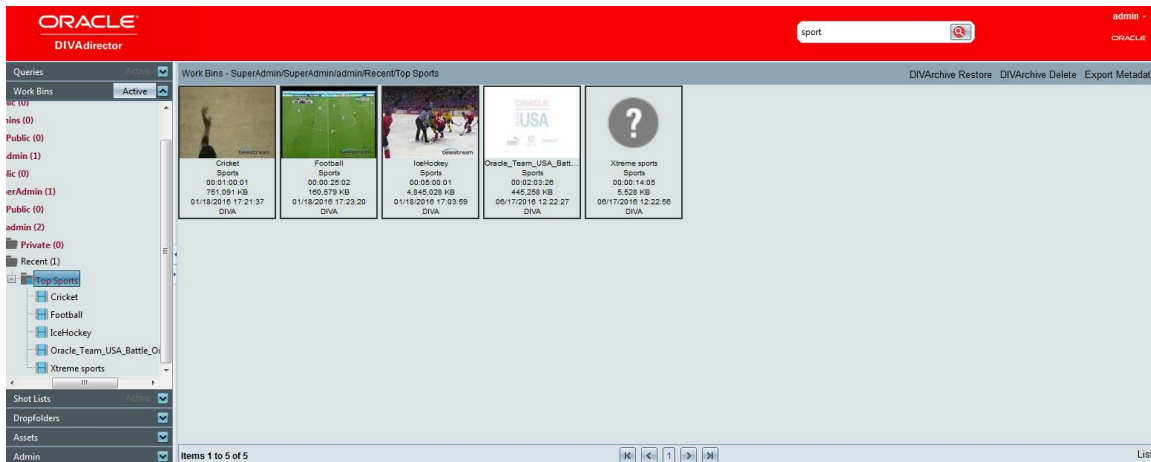 ORACLE
DIVAdirector
sport
admin
ORACLE
Queries Active
Work Bins Active
Work Bins - SuperAdmin/SuperAdmin/admin/Recent/Top Sports
DIVArchive Restore DIVArchive Delete Export Metadat
lic (0)
ins (0)
Public (0)
dmin (1)
lic (0)
erAdmin (1)
Public (0)
admin (2)
Private (0)
Recent (1)
Top Sports
Cricket
Football
IceHockey
Oracle_Team_USA_Battle_O
Xtreme sports
Shot Lists Active
Dropfolders
Assets
Admin
telestream
Cricket
Sports
00:01:00:01
751,091 KB
01/18/2016 17:21:37
DIVA
telestream
Football
Sports
00:00:25:02
160,579 KB
01/18/2016 17:23:20
DIVA
telestream
IceHockey
Sports
00:05:00:01
4,845,028 KB
01/18/2016 17:03:59
DIVA
ORACLE
USA
Oracle_Team_USA_Batt...
Sports
00:02:03:26
445,258 KB
06/17/2016 12:22:27
DIVA
?
Xtreme sports
Sports
00:00:14:05
5,528 KB
06/17/2016 12:22:56
DIVA
Items 1 to 5 of 5
1
List